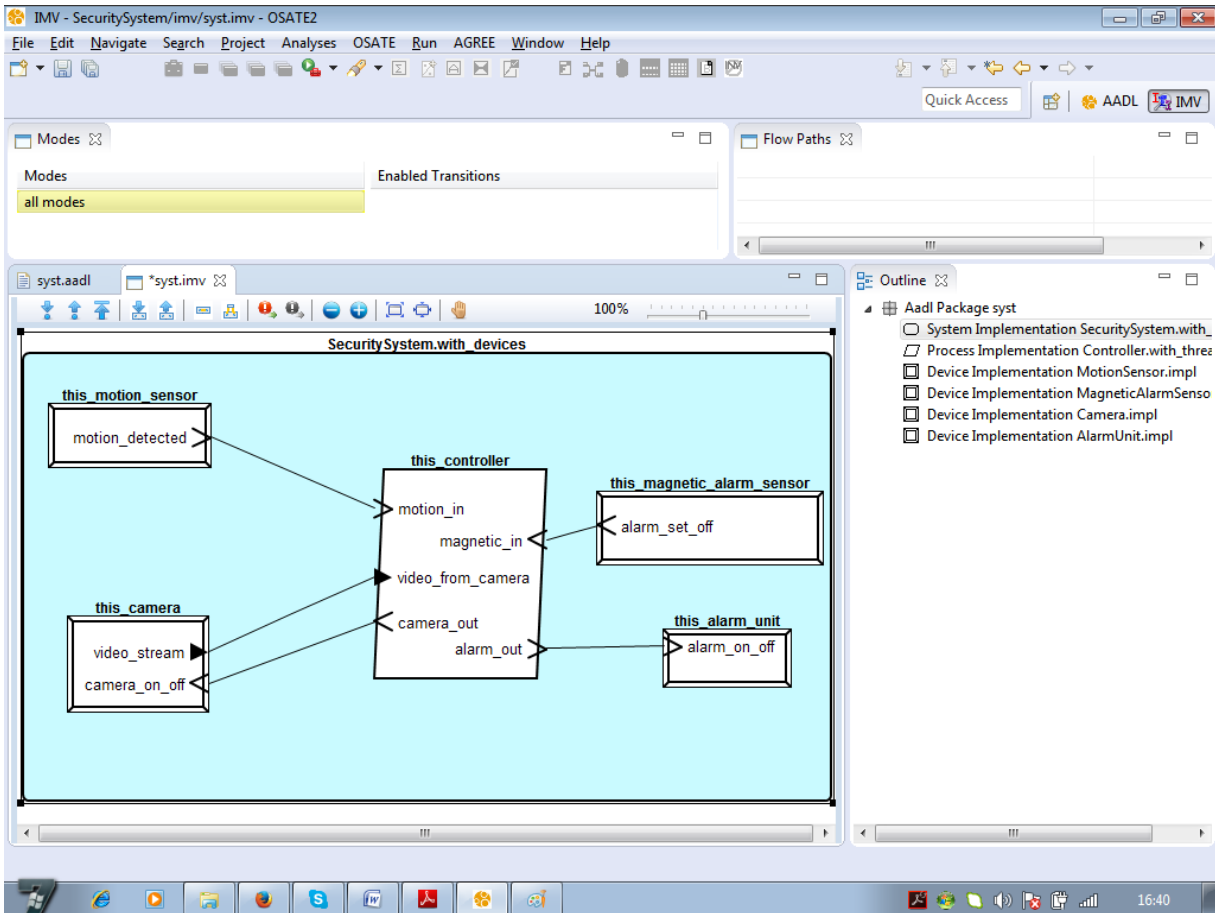 IMV - SecuritySystem/imv/syst.imv - OSATE2
File Edit Navigate Search Project Analyses OSATE Run AGREE Window Help
Quick Access
AADL
IMV
Modes
Flow Paths
Modes
Enabled Transitions
all modes
syst.aadl
*syst.imv
Outline
100%
Aadl Package syst
System Implementation SecuritySystem.with_
Process Implementation Controller.with_threa
Device Implementation MotionSensor.impl
Device Implementation MagneticAlarmSenso
Device Implementation Camera.impl
Device Implementation AlarmUnit.impl
SecuritySystem.with_devices
this_motion_sensor
motion_detected
this_controller
motion_in
magnetic_in
video_from_camera
camera_out
alarm_out
this_magnetic_alarm_sensor
alarm_set_off
this_camera
video_stream
camera_on_off
this_alarm_unit
alarm_on_off
16:40